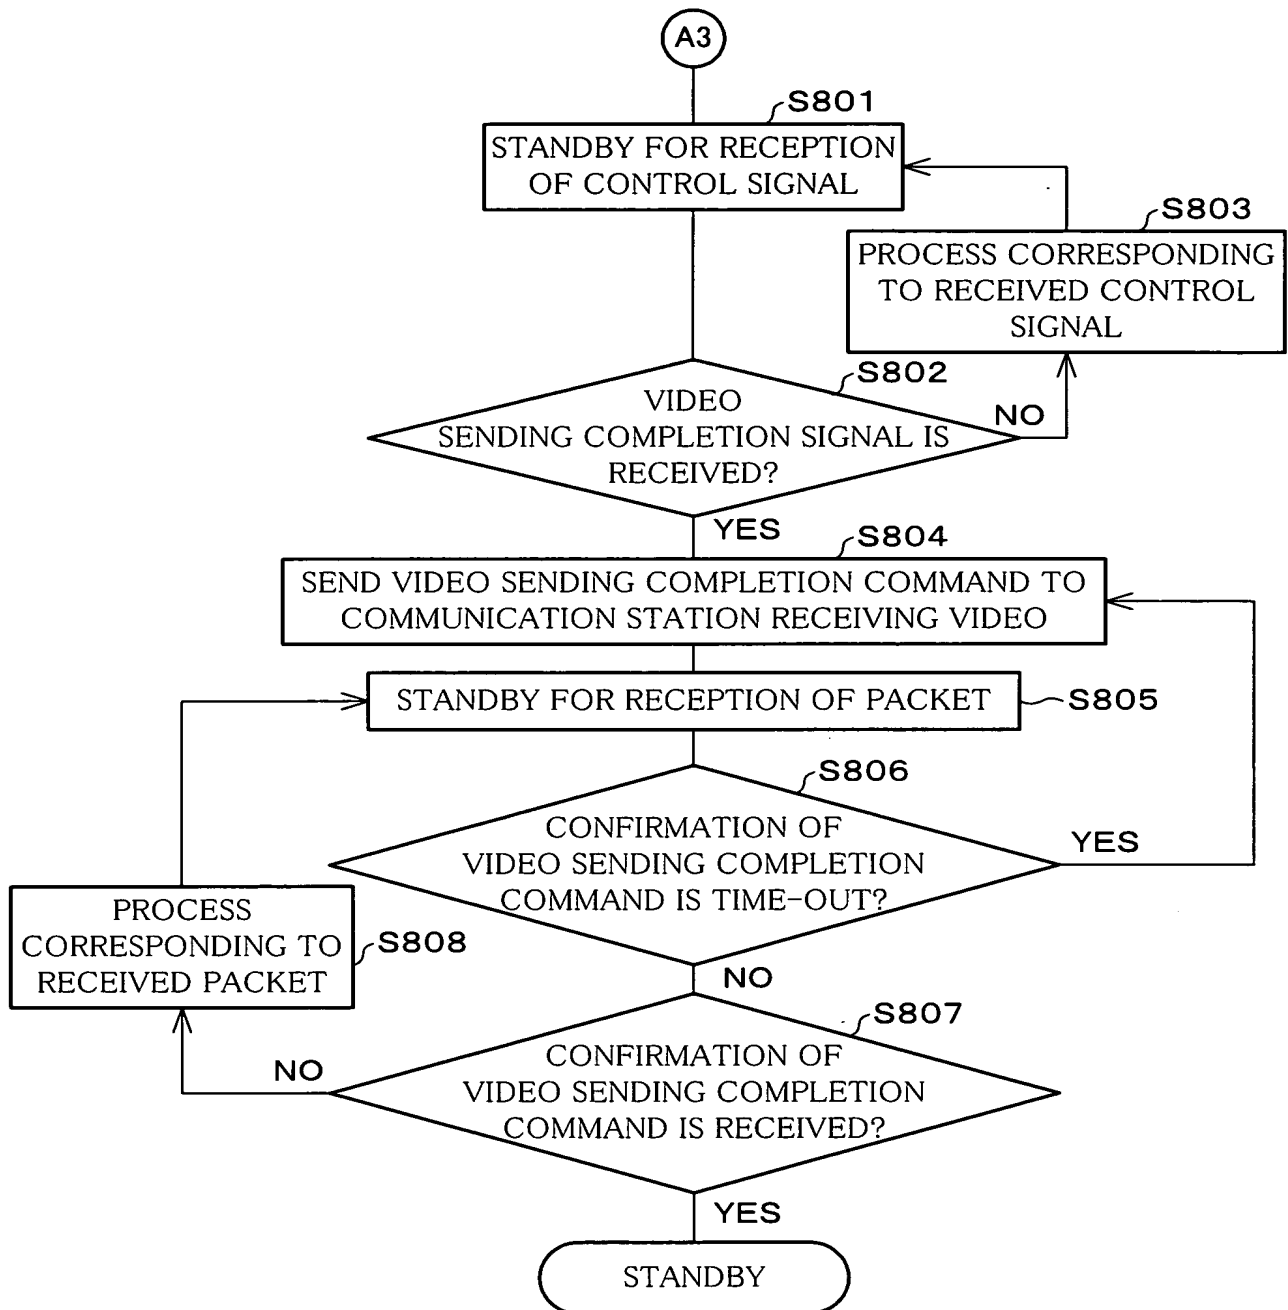 A3
S801
STANDBY FOR RECEPTION
OF CONTROL SIGNAL
S803
PROCESS CORRESPONDING
TO RECEIVED CONTROL
SIGNAL
S802
VIDEO
SENDING COMPLETION SIGNAL IS
RECEIVED?
NO
YES
S804
SEND VIDEO SENDING COMPLETION COMMAND TO
COMMUNICATION STATION RECEIVING VIDEO
STANDBY FOR RECEPTION OF PACKET
S805
S806
CONFIRMATION OF
VIDEO SENDING COMPLETION
COMMAND IS TIME-OUT?
YES
PROCESS
CORRESPONDING TO
RECEIVED PACKET
S808
NO
S807
CONFIRMATION OF
VIDEO SENDING COMPLETION
COMMAND IS RECEIVED?
NO
YES
STANDBY